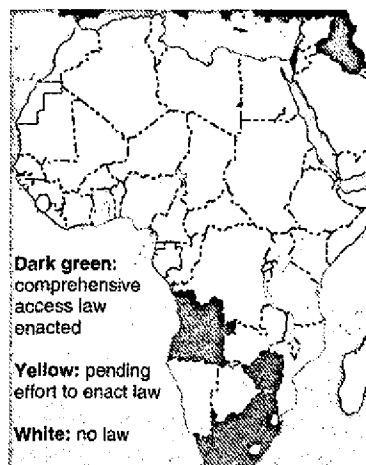 Dark green:
comprehensive
access law
enacted
Yellow: pending
effort to enact law
White: no law